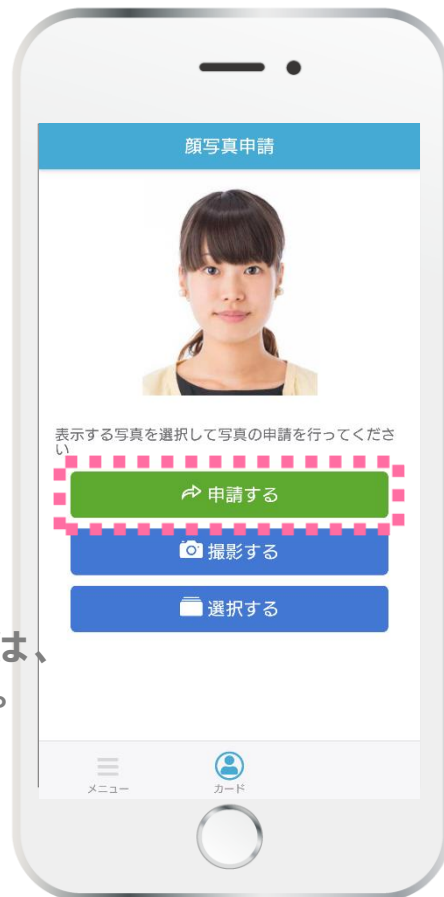 顔写真申請
表示する写真を選択して写真の申請を行ってくださ
い
申請する
撮影する
選択する
は、
。
メニュー
カード